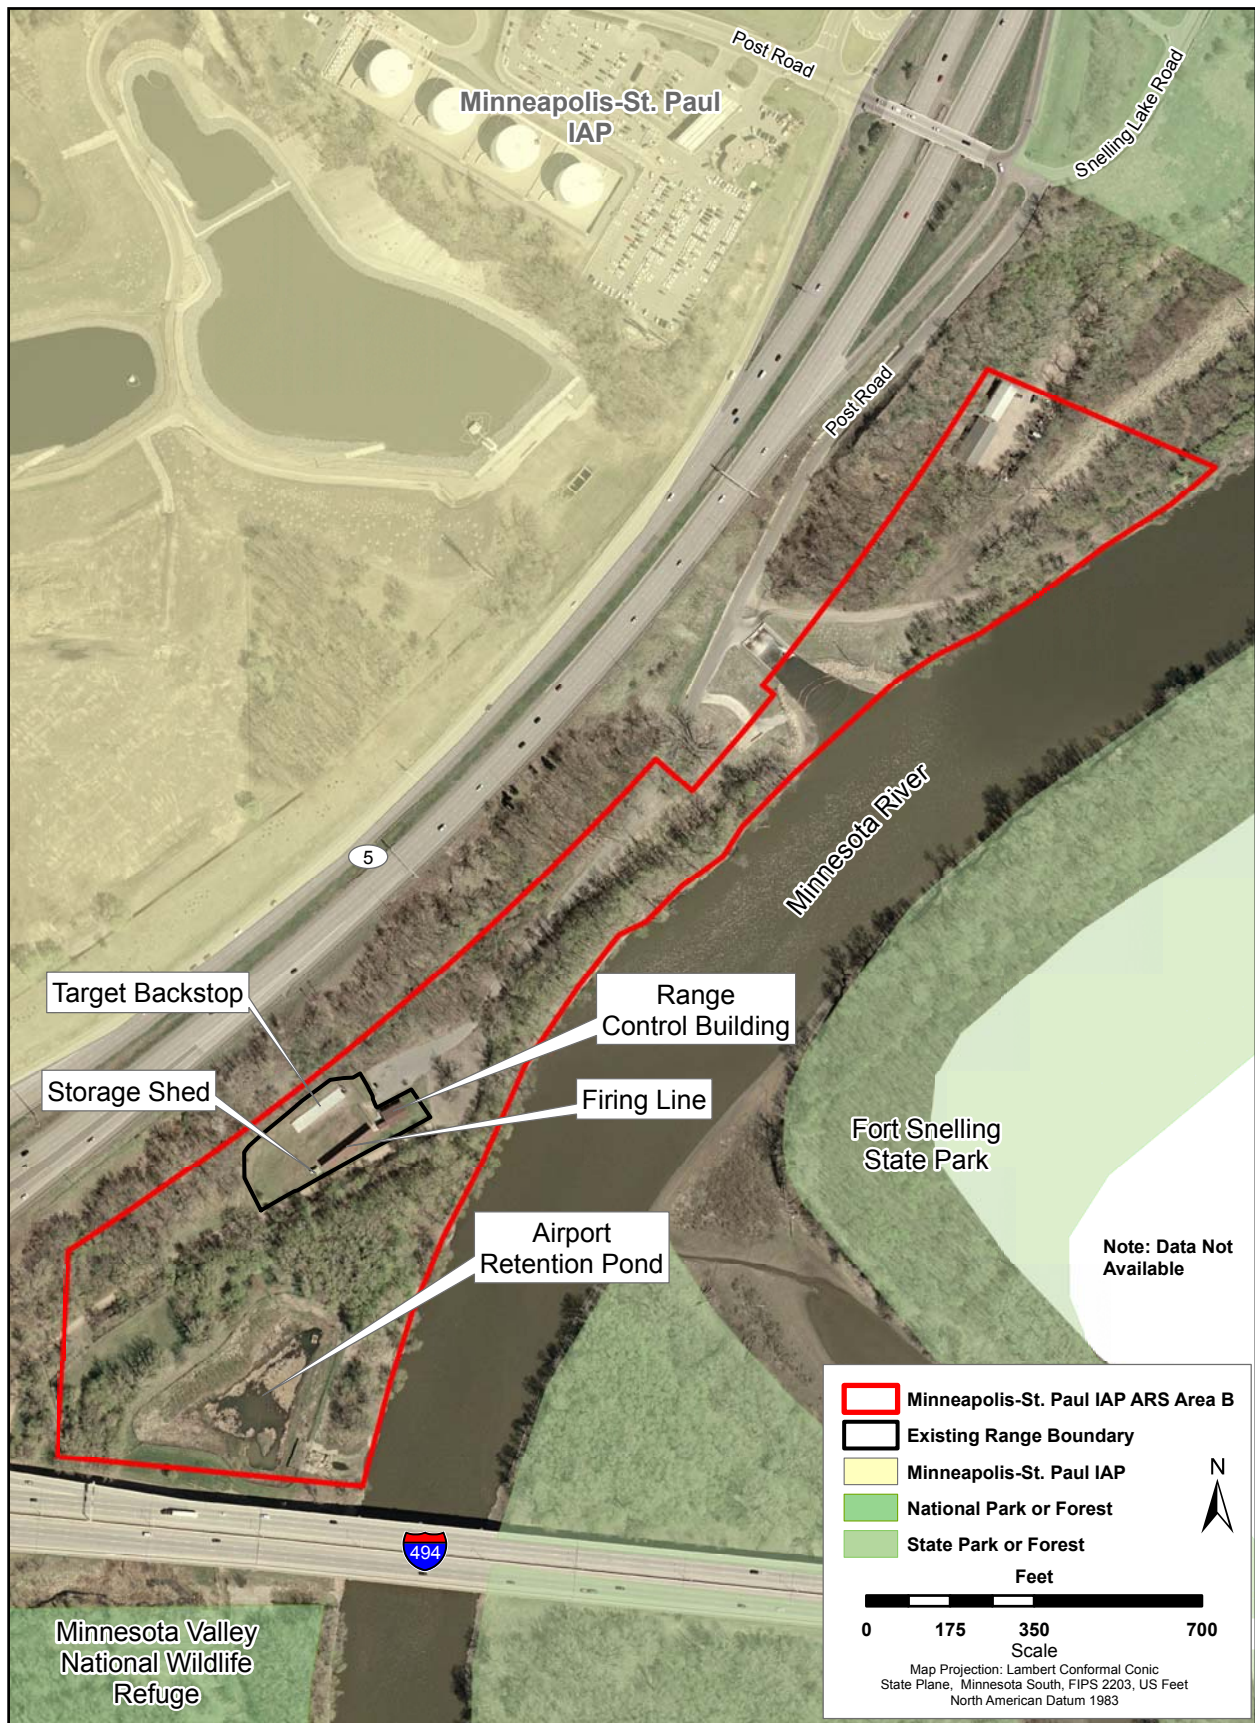 Post Road
Minneapolis-St. Paul
IAP
Snelling Lake Road
Post Road
Minnesota River
5
Target Backstop
Range
Control Building
Storage Shed
Firing Line
Fort Snelling
State Park
Airport
Retention Pond
Note: Data Not
Available
Minneapolis-St. Paul IAP ARS Area B
Existing Range Boundary
Minneapolis-St. Paul IAP
National Park or Forest
State Park or Forest
N
Feet
0 175 350 700
Scale
Map Projection: Lambert Conformal Conic
State Plane, Minnesota South, FIPS 2203, US Feet
North American Datum 1983
494
Minnesota Valley
National Wildlife
Refuge